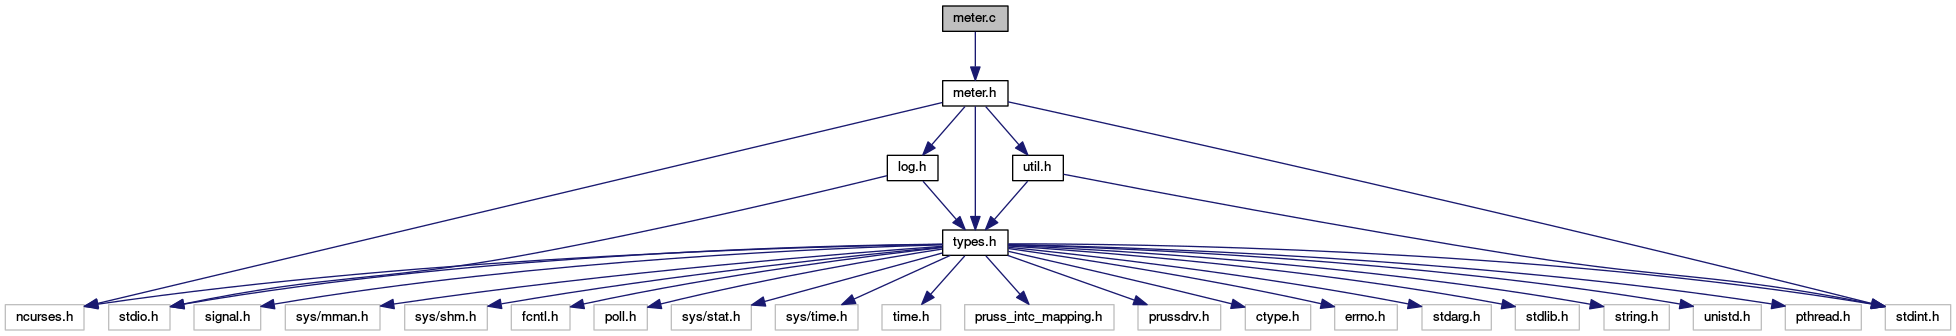 meter.c
meter.h
log.h
util.h
types.h
ncurses.h
stdio.h
signal.h
sys/mman.h
sys/shm.h
fcntl.h
poll.h
sys/stat.h
sys/time.h
time.h
pruss_intc_mapping.h
prussdrv.h
ctype.h
errno.h
stdarg.h
stdlib.h
string.h
unistd.h
pthread.h
stdint.h